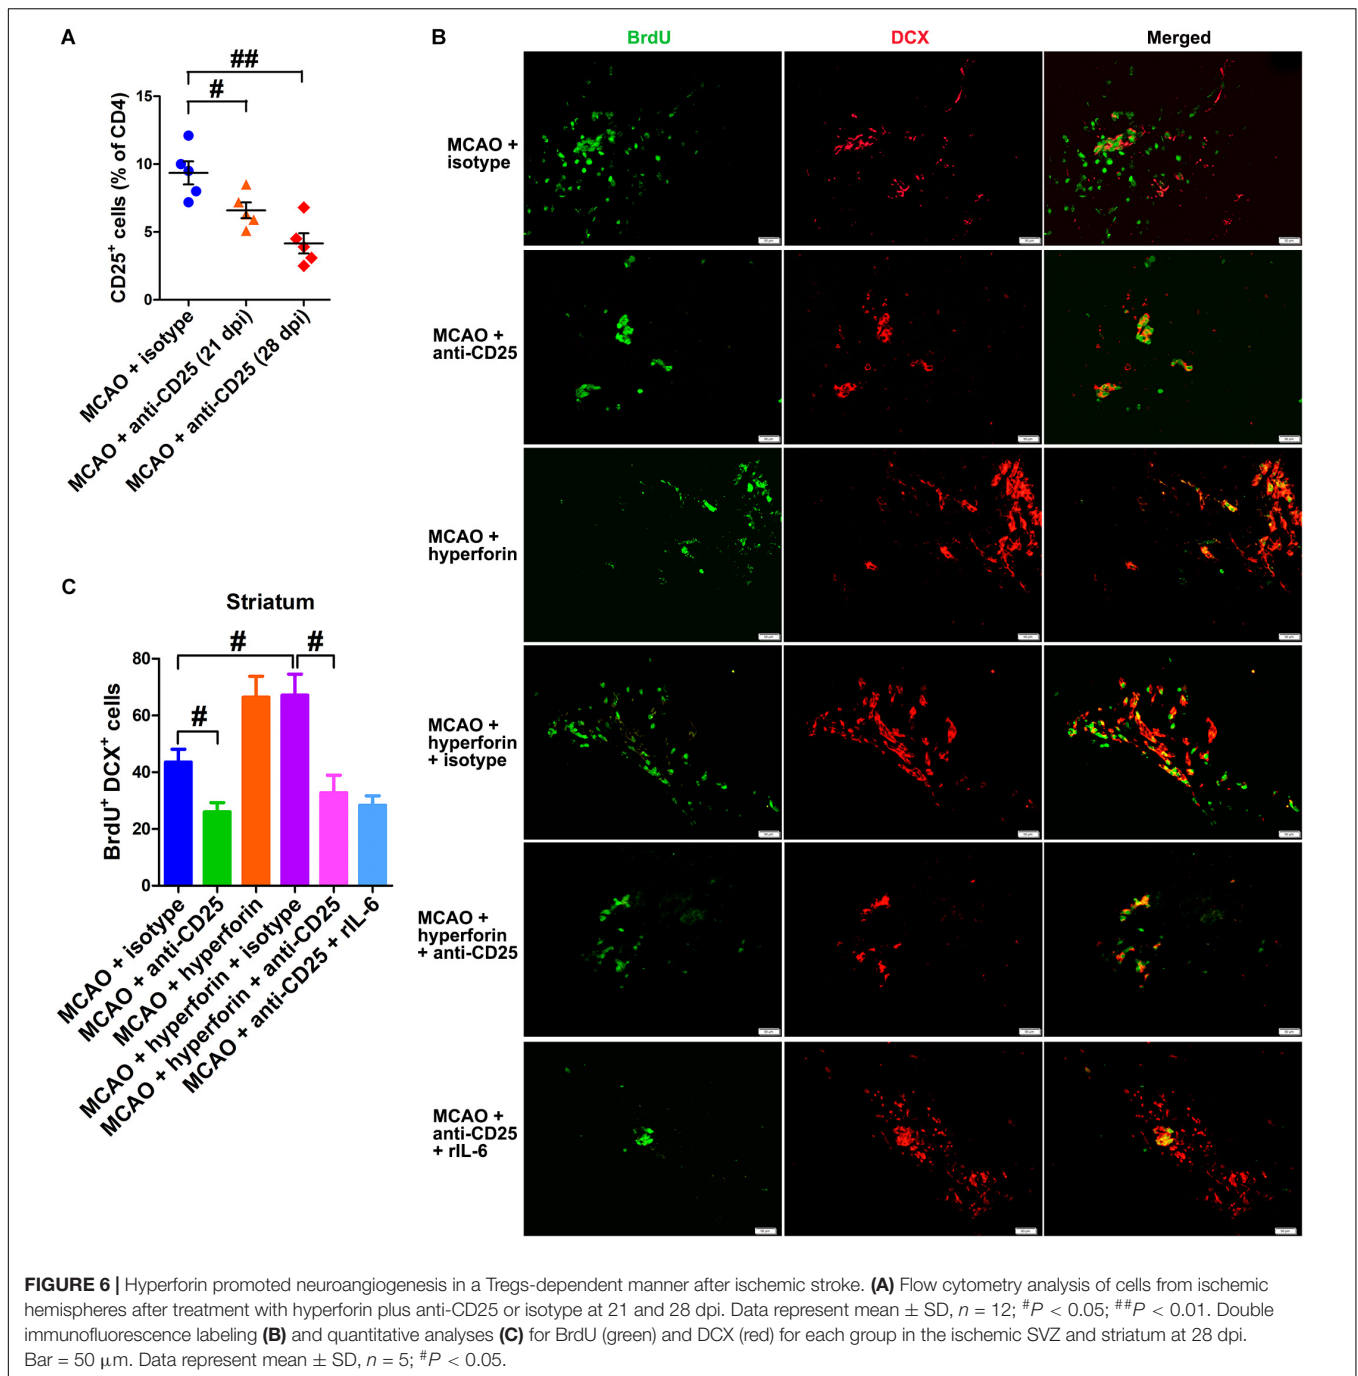 A
##
#
15
10
5
0
CD25+ cells (% of CD4)
MCAO + isotype
MCAO + anti-CD25 (21 dpi)
MCAO + anti-CD25 (28 dpi)
B
BrdU
DCX
Merged
MCAO +
isotype
MCAO +
anti-CD25
MCAO +
hyperforin
MCAO +
hyperforin
+ isotype
MCAO +
hyperforin
+ anti-CD25
MCAO +
anti-CD25
+ rIL-6
C
Striatum
#
#
#
80
60
40
20
0
BrdU+ DCX+ cells
MCAO + isotype
MCAO + anti-CD25
MCAO + hyperforin
MCAO + hyperforin + isotype
MCAO + hyperforin + anti-CD25
MCAO + anti-CD25 + rIL-6
FIGURE 6 | Hyperforin promoted neuroangiogenesis in a Tregs-dependent manner after ischemic stroke. (A) Flow cytometry analysis of cells from ischemic
hemispheres after treatment with hyperforin plus anti-CD25 or isotype at 21 and 28 dpi. Data represent mean ± SD, n = 12; #P < 0.05; ##P < 0.01. Double
immunofluorescence labeling (B) and quantitative analyses (C) for BrdU (green) and DCX (red) for each group in the ischemic SVZ and striatum at 28 dpi.
Bar = 50 μm. Data represent mean ± SD, n = 5; #P < 0.05.